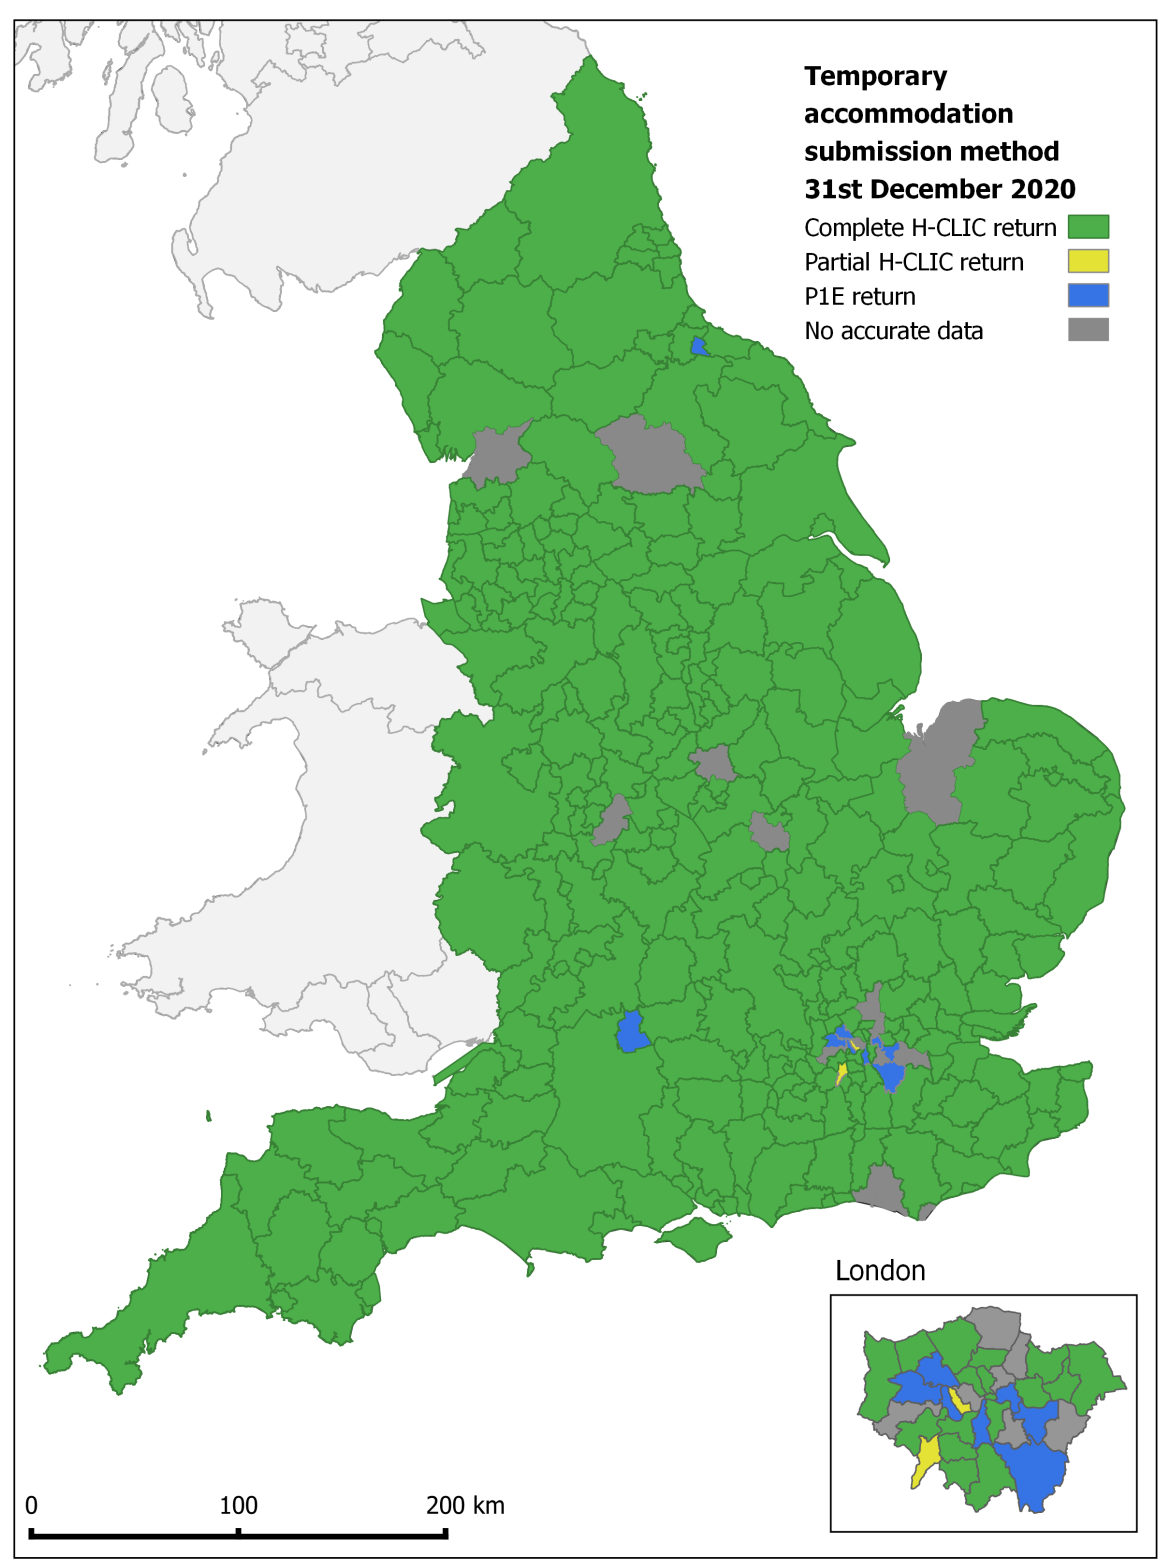 Temporary
accommodation
submission method
31st December 2020
Complete H-CLIC return
Partial H-CLIC return
P1E return
No accurate data
London
0 100 200 km